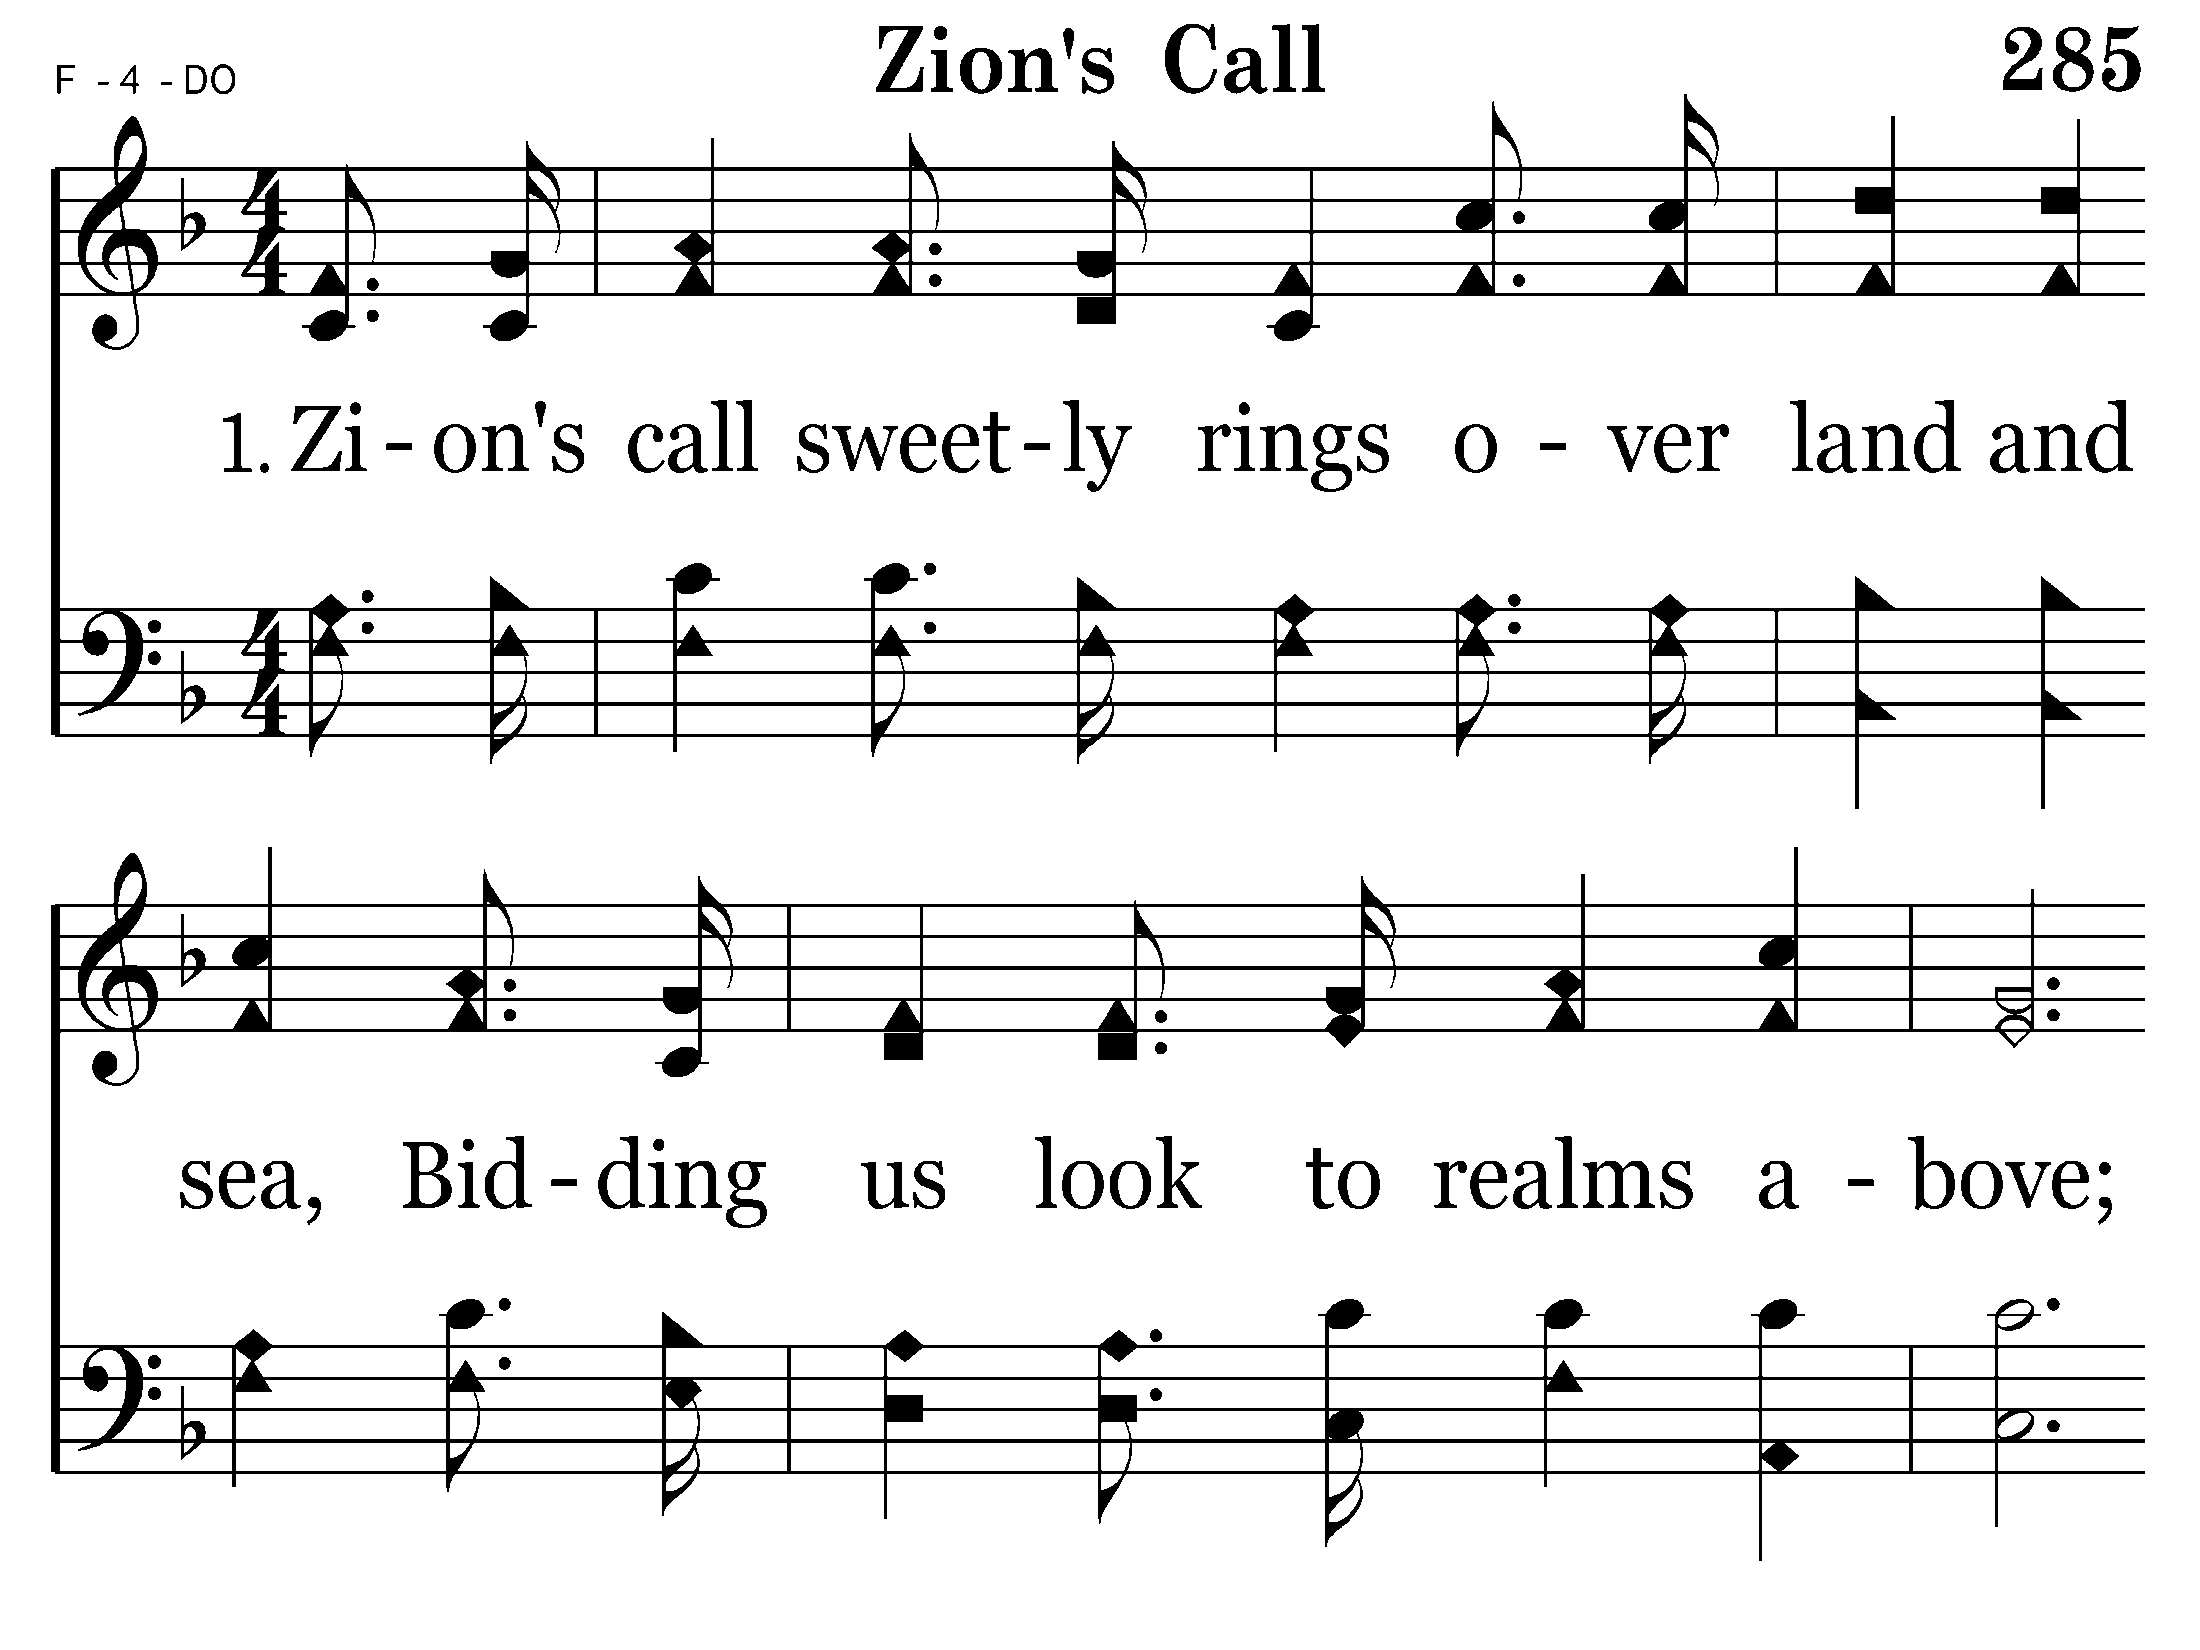 F - 4 - DO Zion's Call 285
1. Zi - on's call sweet - ly rings o - ver land and
sea, Bid - ding us look to realms a - bove;